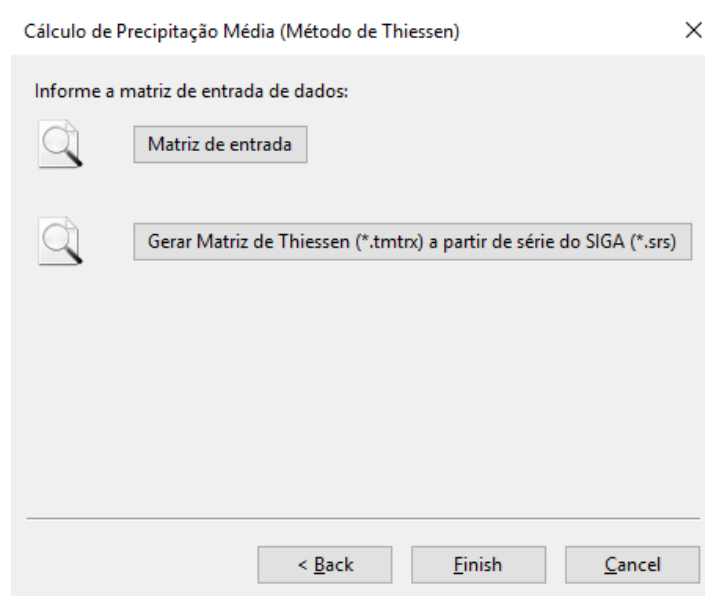 Cálculo de Precipitação Média (Método de Thiessen)
Informe a matriz de entrada de dados:
Matriz de entrada
Gerar Matriz de Thiessen (*.tmtrx) a partir de série do SIGA (*.srs)
< Back Finish Cancel